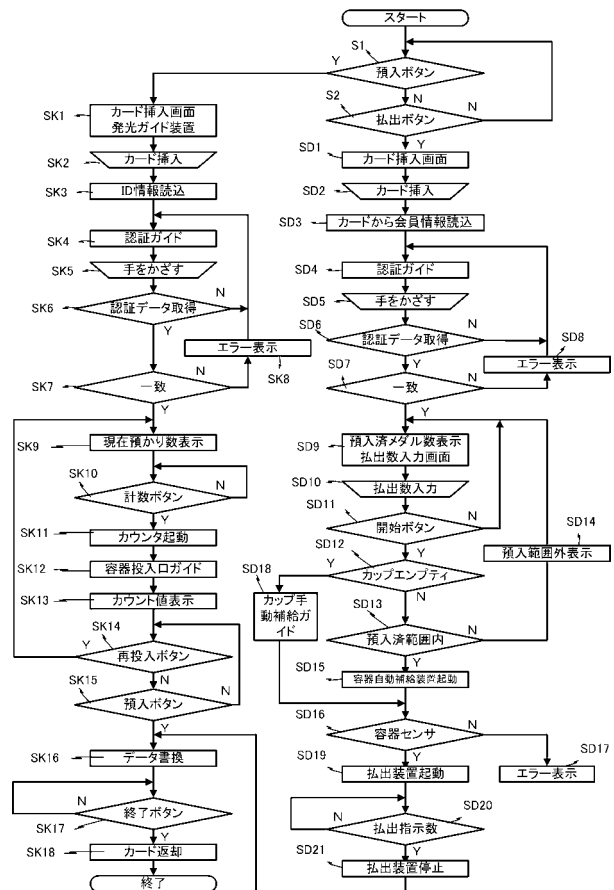 スタート
S1
預入ボタン
Y
N
S2
払出ボタン
N
Y
SK1
カード挿入画面
発光ガイド装置
SK2
カード挿入
SK3
ID情報読込
SK4
認証ガイド
SK5
手をかざす
SK6
認証データ取得
N
Y
エラー表示
SK8
SK7
一致
N
Y
SK9
現在預かり数表示
SK10
計数ボタン
N
Y
SK11
カウンタ起動
SK12
容器投入口ガイド
SK13
カウント値表示
SK14
再投入ボタン
Y
N
SK15
預入ボタン
N
Y
SK16
データ書換
SK17
終了ボタン
N
Y
SK18
カード返却
終了
SD1
カード挿入画面
SD2
カード挿入
SD3
カードから会員情報読込
SD4
認証ガイド
SD5
手をかざす
SD6
認証データ取得
N
Y
SD8
エラー表示
SD7
一致
N
Y
SD9
預入済メダル数表示
払出数入力画面
SD10
払出数入力
SD11
開始ボタン
N
Y
SD14
預入範囲外表示
SD12
カップエンプティ
Y
N
SD18
カップ手
動補給ガ
イド
SD13
預入済範囲内
N
Y
SD15
容器自動補給装置起動
SD16
容器センサ
N
Y
SD17
エラー表示
SD19
払出装置起動
SD20
払出指示数
N
Y
SD21
払出装置停止